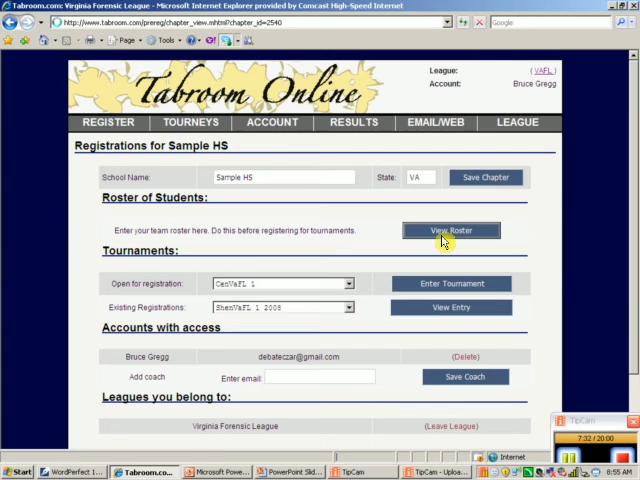 Tabroom.com: Virginia Forensic League - Microsoft Internet Explorer provided by Comcast High-Speed Internet
http://www.tabroom.com/prereg/chapter_view.mhtml?chapter_id=2540
Google
Page Tools
Tabroom Online
League: ( VAFL )
Account: Bruce Gregg
REGISTER TOURNEYS ACCOUNT RESULTS EMAIL/WEB LEAGUE
Registrations for Sample HS
School Name: Sample HS State: VA Save Chapter
Roster of Students:
Enter your team roster here. Do this before registering for tournaments. View Roster
Tournaments:
Open for registration: CenVaFL 1 Enter Tournament
Existing Registrations: ShenVaFL 1 2008 View Entry
Accounts with access
Bruce Gregg debateczar@gmail.com (Delete)
Add coach Enter email: Save Coach
Leagues you belong to:
Virginia Forensic League (Leave League)
TipCam
7:32 / 20:00
Internet
Start WordPerfect 1... Tabroom.co... Microsoft Powe... PowerPoint Slid... TipCam TipCam - Uploa... 8:55 AM